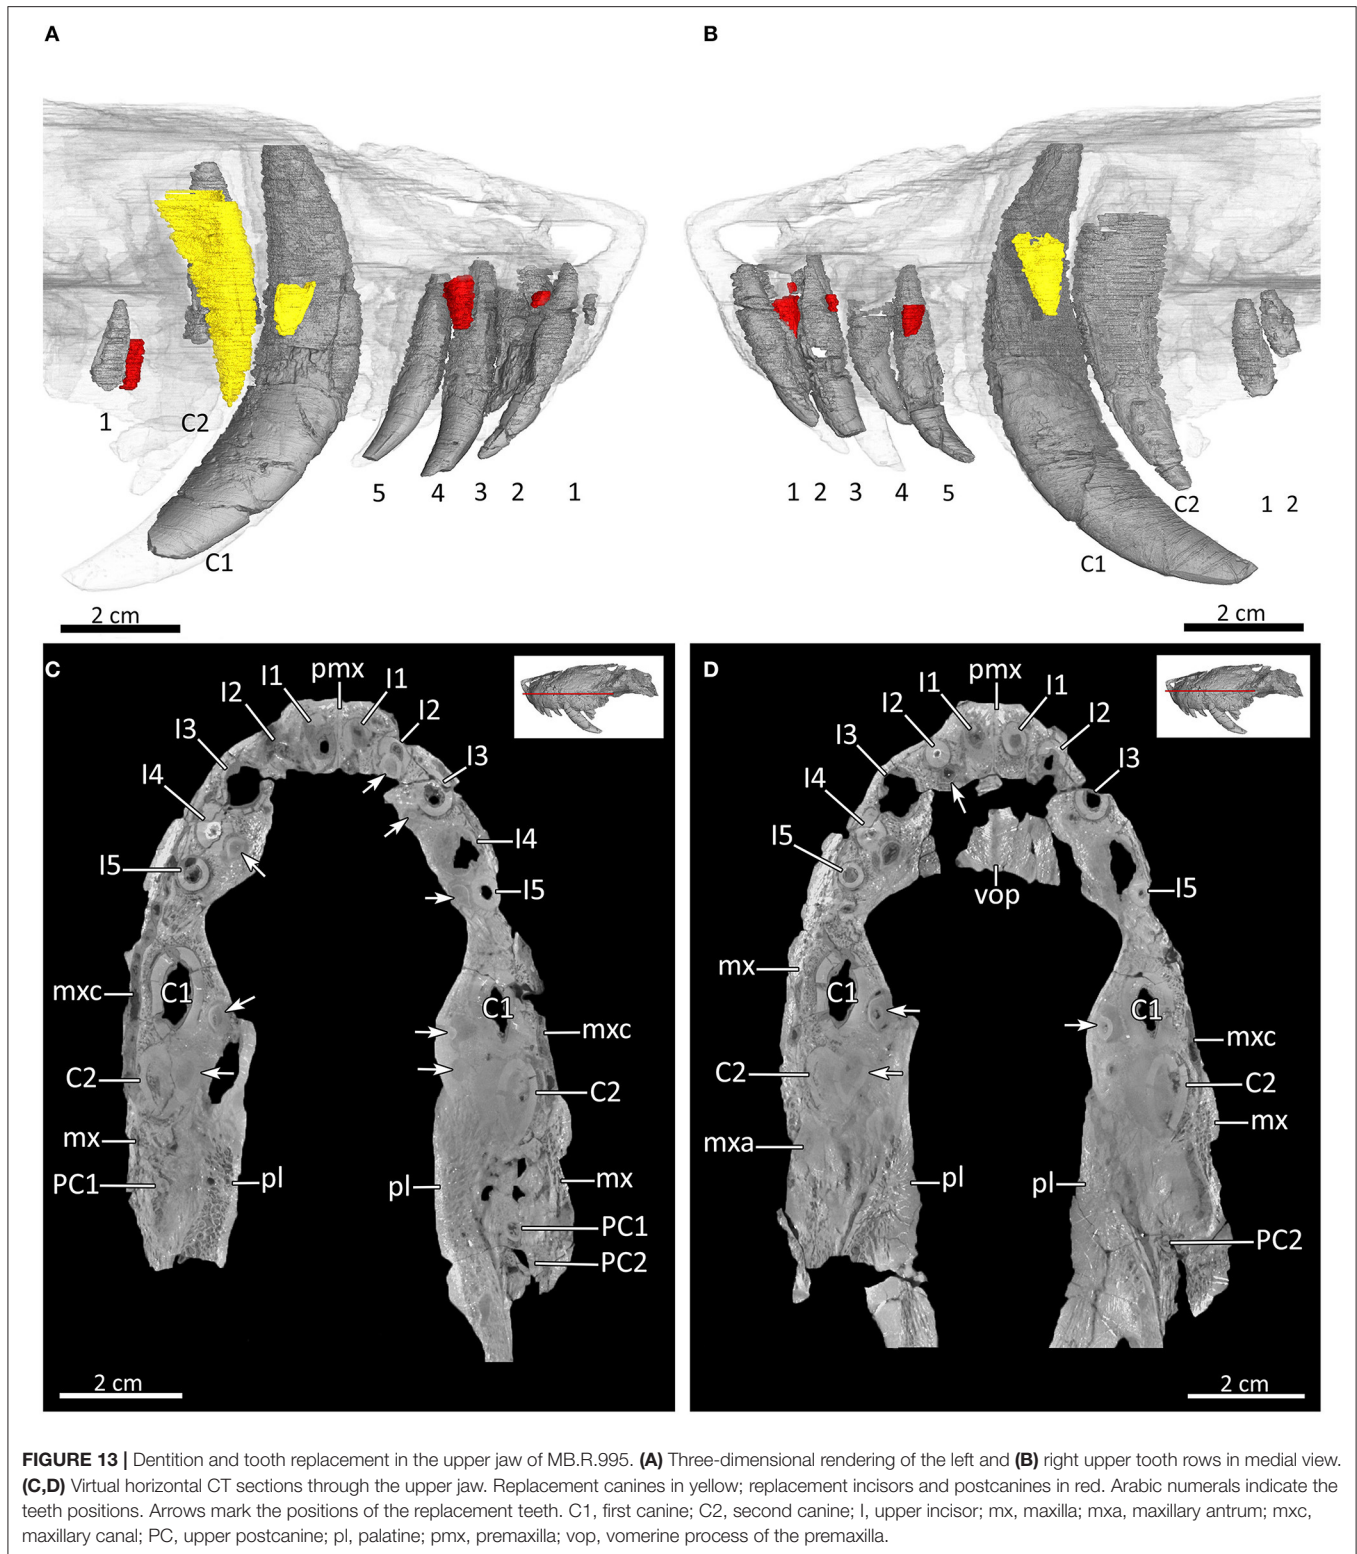 A
B
1
C2
C1
5 4 3 2 1
2 cm
1 2 3 4 5
C2
1 2
C1
2 cm
C
I3
I2
I1
pmx
I1
I2
I3
I4
I5
I4
I5
mxc
C1
C1
mxc
C2
C2
mx
PC1
pl
pl
mx
PC1
PC2
2 cm
D
I1
pmx
I1
I2
I2
I3
I3
I4
I5
vop
I5
mx
C1
C1
mxc
C2
C2
mx
mxa
pl
pl
PC2
2 cm
FIGURE 13 | Dentition and tooth replacement in the upper jaw of MB.R.995. (A) Three-dimensional rendering of the left and (B) right upper tooth rows in medial view.
(C,D) Virtual horizontal CT sections through the upper jaw. Replacement canines in yellow; replacement incisors and postcanines in red. Arabic numerals indicate the
teeth positions. Arrows mark the positions of the replacement teeth. C1, first canine; C2, second canine; I, upper incisor; mx, maxilla; mxa, maxillary antrum; mxc,
maxillary canal; PC, upper postcanine; pl, palatine; pmx, premaxilla; vop, vomerine process of the premaxilla.